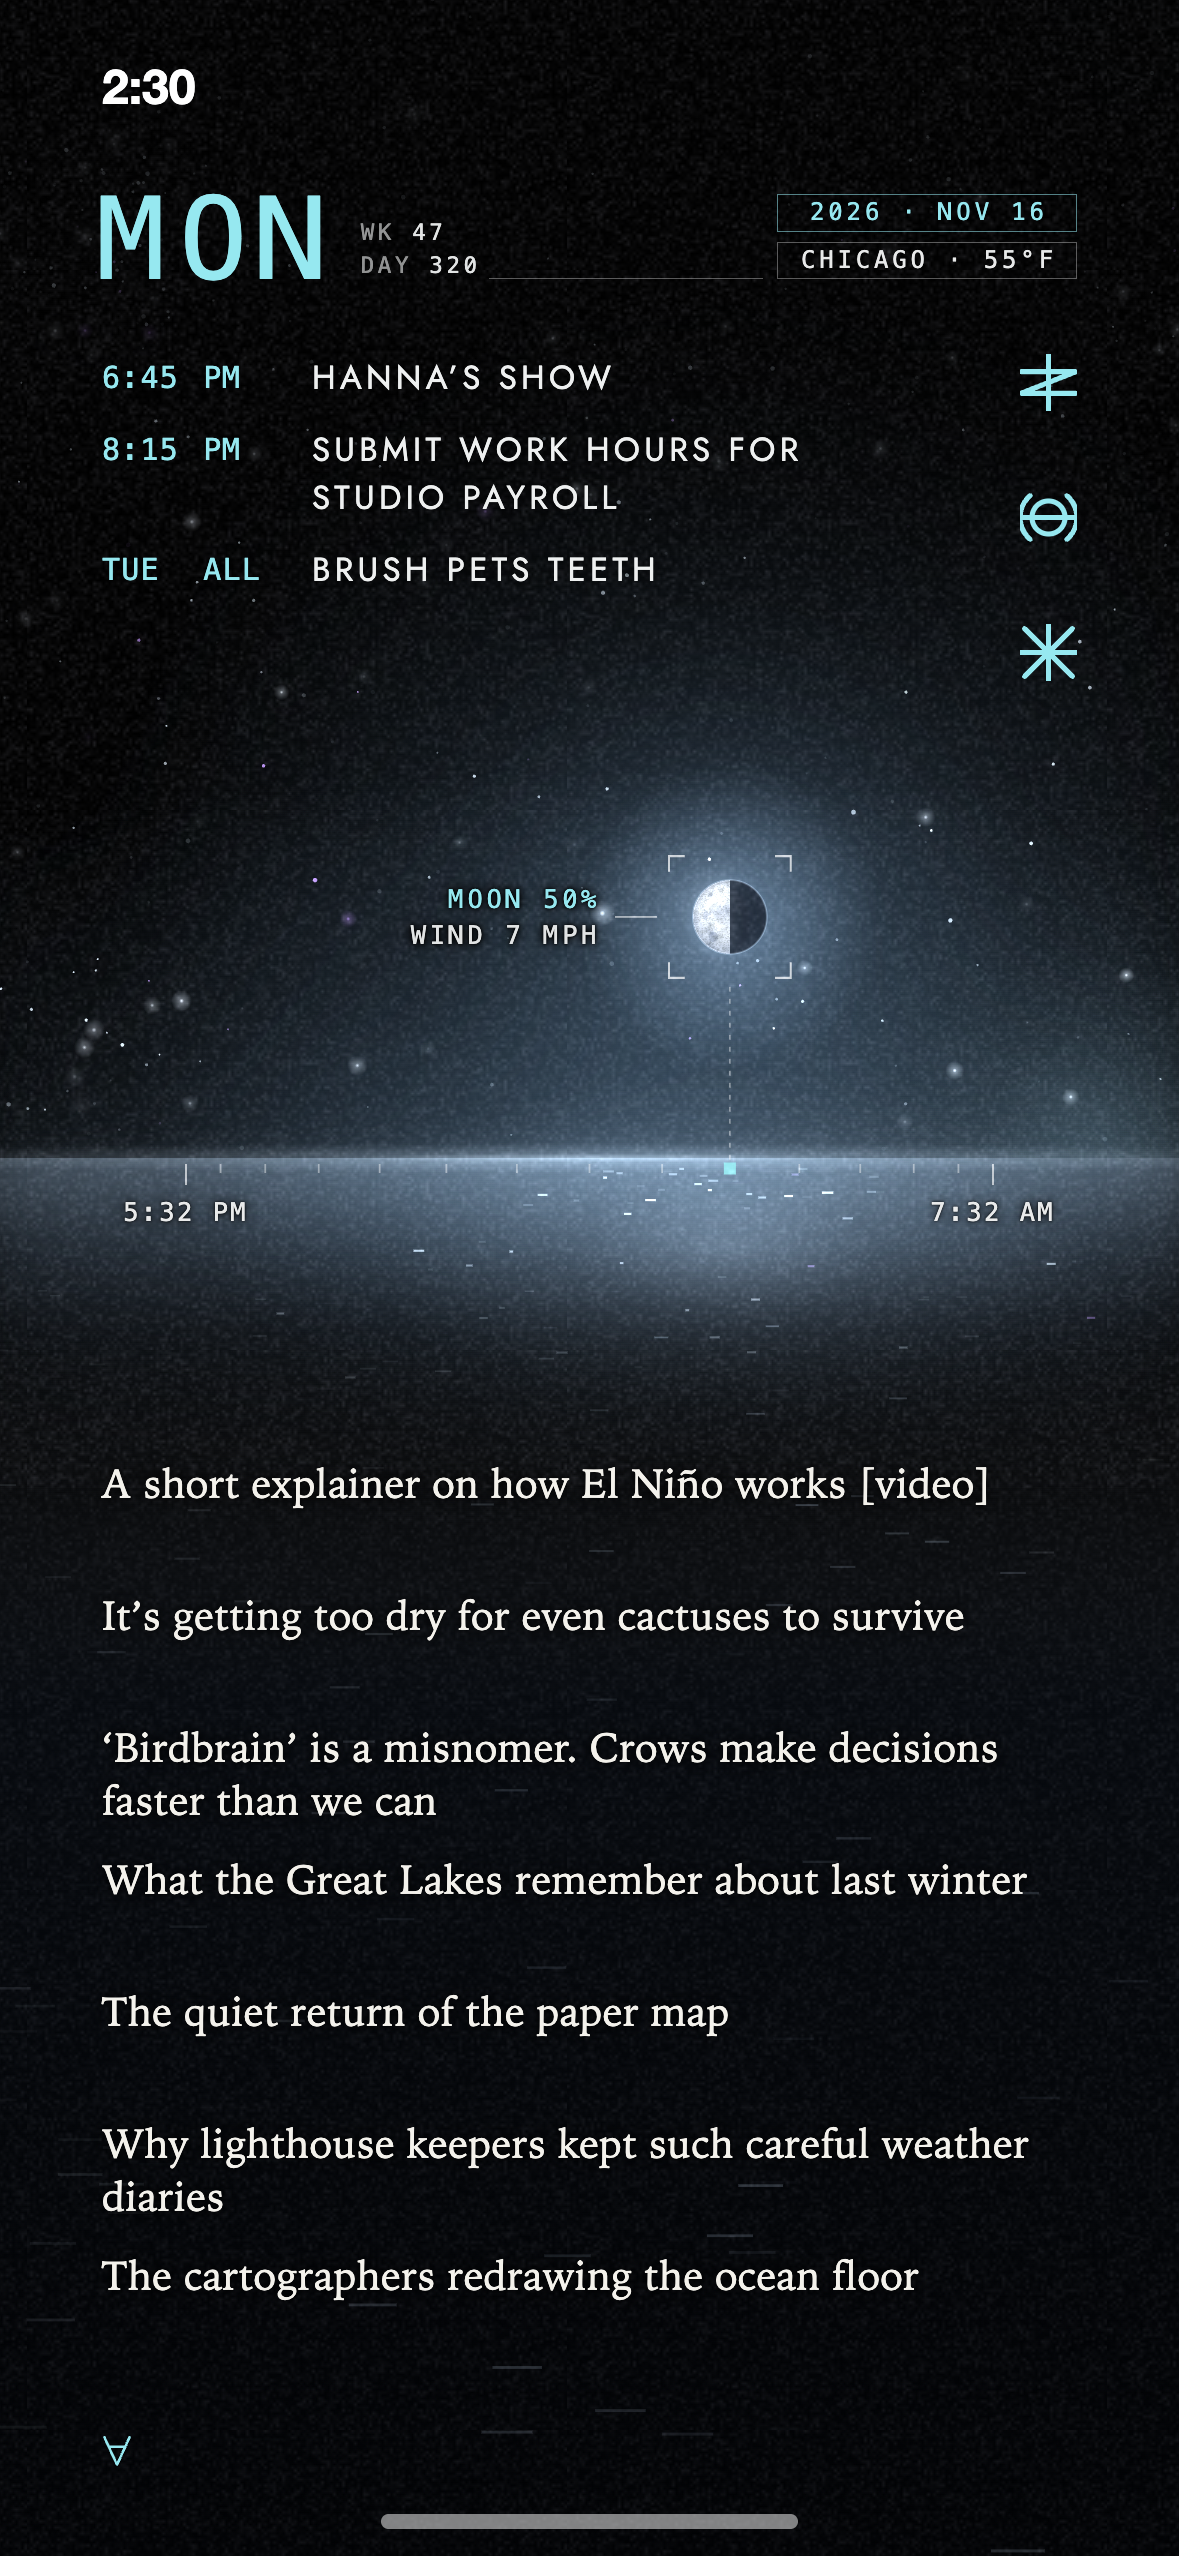 2:30
MON
WK 47
DAY 320
2026 · NOV 16
CHICAGO · 55°F
6:45 PM HANNA’S SHOW
8:15 PM SUBMIT WORK HOURS FOR
STUDIO PAYROLL
TUE ALL BRUSH PETS TEETH
MOON 50%
WIND 7 MPH
5:32 PM
7:32 AM
A short explainer on how El Niño works [video]
It’s getting too dry for even cactuses to survive
‘Birdbrain’ is a misnomer. Crows make decisions
faster than we can
What the Great Lakes remember about last winter
The quiet return of the paper map
Why lighthouse keepers kept such careful weather
diaries
The cartographers redrawing the ocean floor
∀